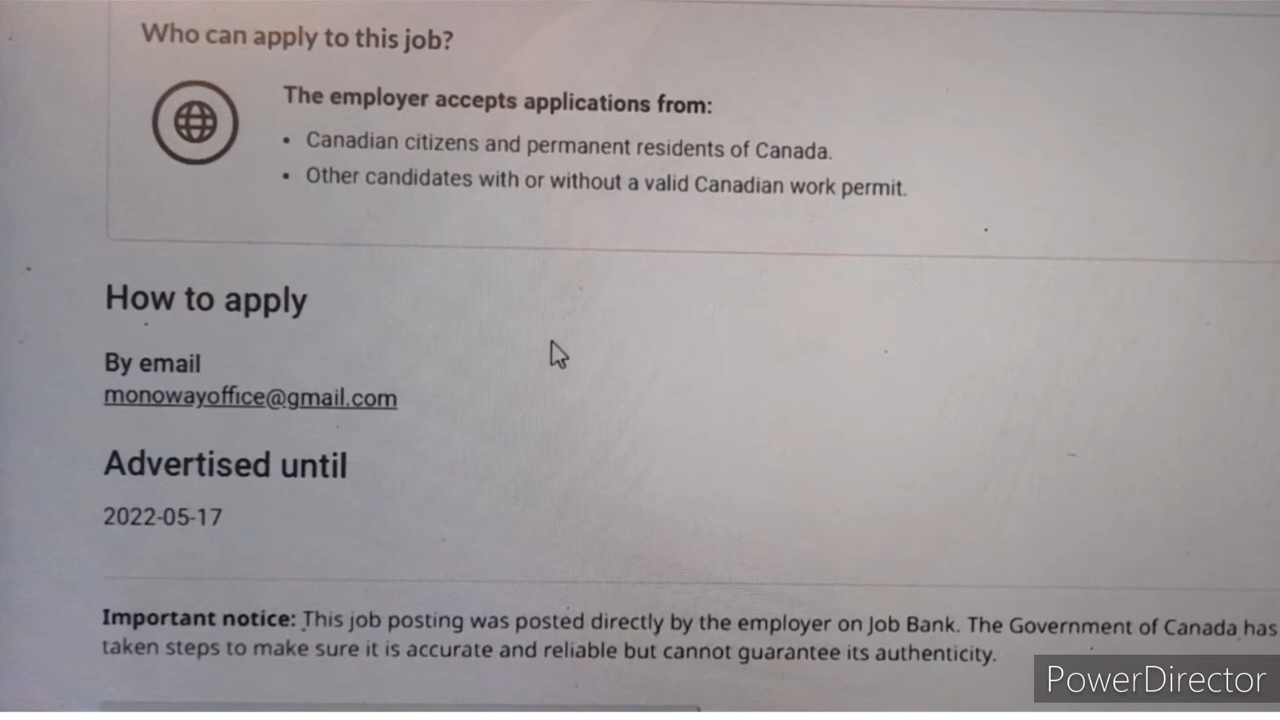 Who can apply to this job?
The employer accepts applications from:
• Canadian citizens and permanent residents of Canada.
• Other candidates with or without a valid Canadian work permit.
How to apply
By email
monowayoffice@gmail.com
Advertised until
2022-05-17
Important notice: This job posting was posted directly by the employer on Job Bank. The Government of Canada has
taken steps to make sure it is accurate and reliable but cannot guarantee its authenticity.
PowerDirector